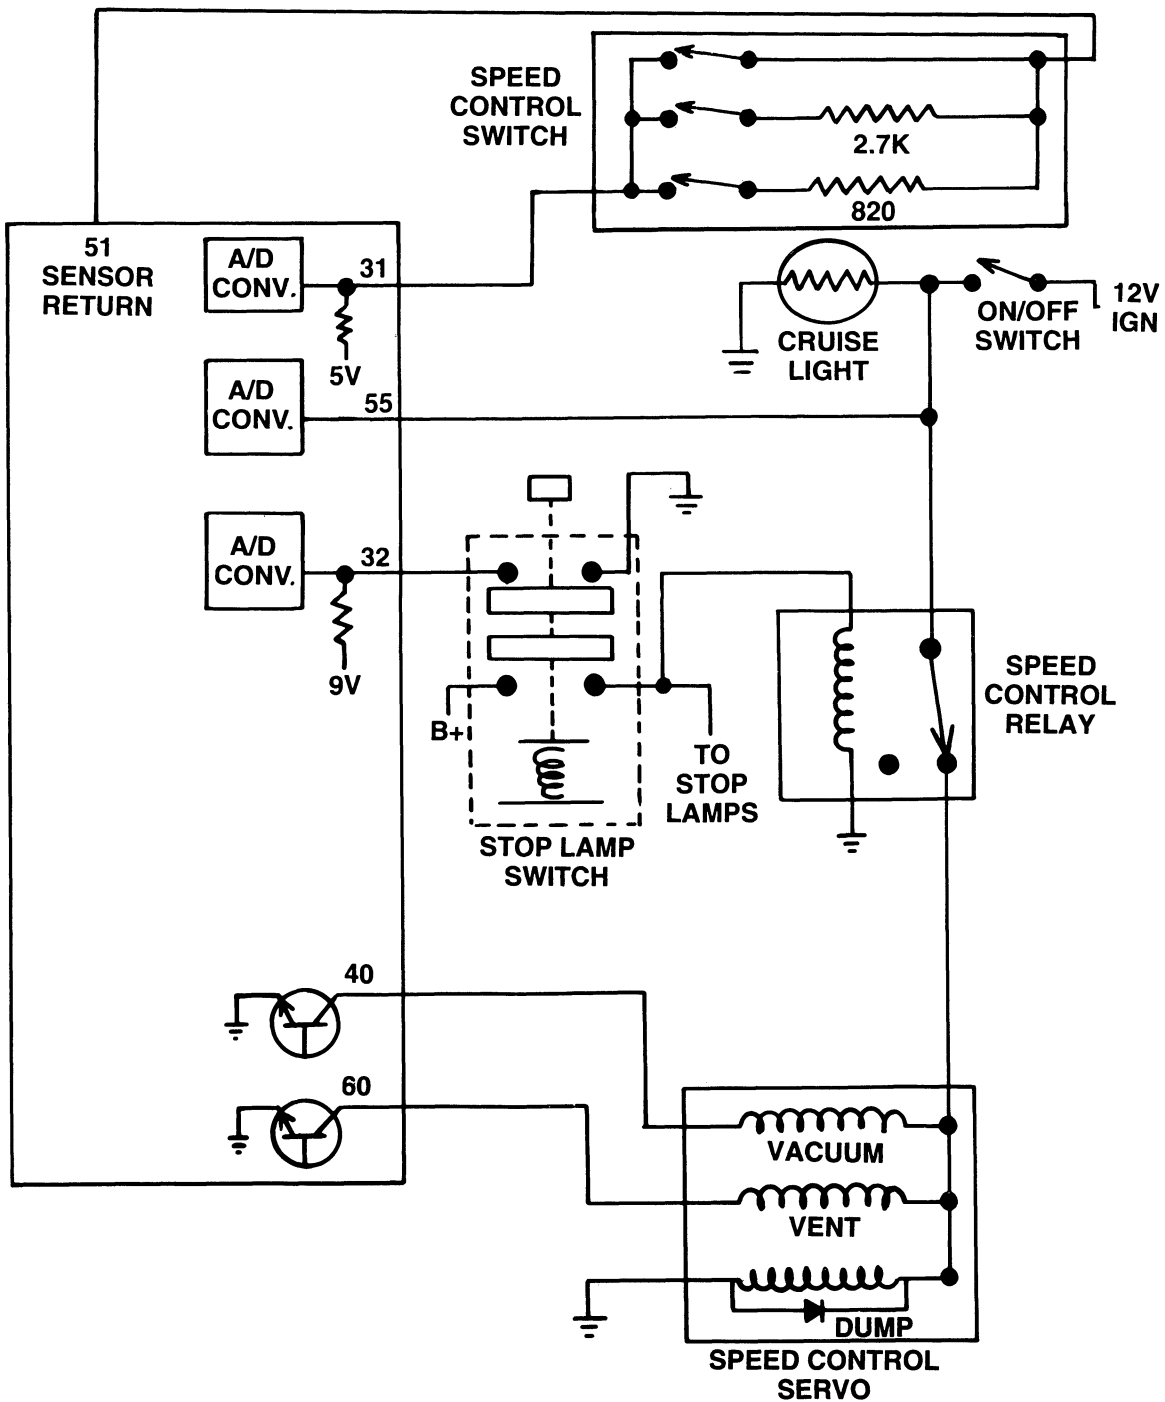 SPEED
CONTROL
SWITCH
2.7K
820
51
SENSOR
RETURN
A/D
CONV.
31
5V
CRUISE
LIGHT
ON/OFF
SWITCH
12V
IGN
A/D
CONV.
55
A/D
CONV.
32
9V
B+
TO
STOP
LAMPS
STOP LAMP
SWITCH
SPEED
CONTROL
RELAY
40
60
VACUUM
VENT
DUMP
SPEED CONTROL
SERVO